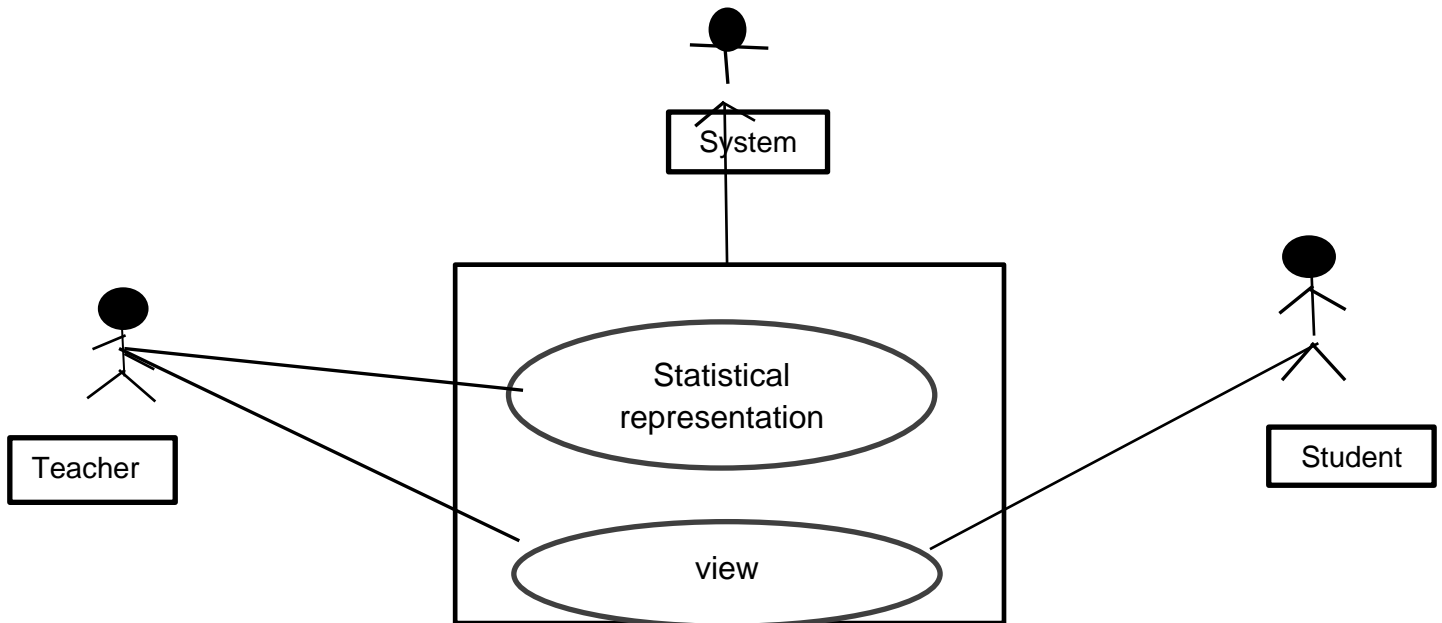 System
Statistical
representation
Teacher
Student
view